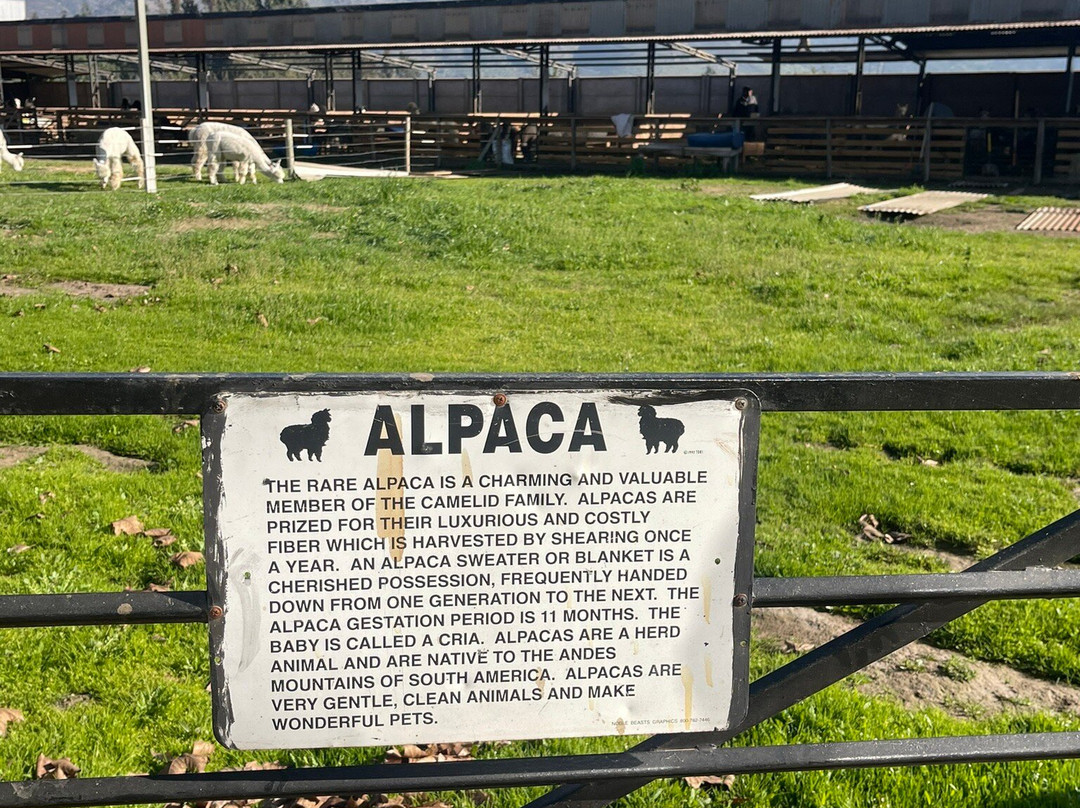 ALPACA
THE RARE ALPACA IS A CHARMING AND VALUABLE
MEMBER OF THE CAMELID FAMILY. ALPACAS ARE
PRIZED FOR THEIR LUXURIOUS AND COSTLY
FIBER WHICH IS HARVESTED BY SHEARING ONCE
A YEAR. AN ALPACA SWEATER OR BLANKET IS A
CHERISHED POSSESSION, FREQUENTLY HANDED
DOWN FROM ONE GENERATION TO THE NEXT. THE
ALPACA GESTATION PERIOD IS 11 MONTHS. THE
BABY IS CALLED A CRIA. ALPACAS ARE A HERD
ANIMAL AND ARE NATIVE TO THE ANDES
MOUNTAINS OF SOUTH AMERICA. ALPACAS ARE
VERY GENTLE, CLEAN ANIMALS AND MAKE
WONDERFUL PETS.
NOBLE BEASTS GRAPHICS